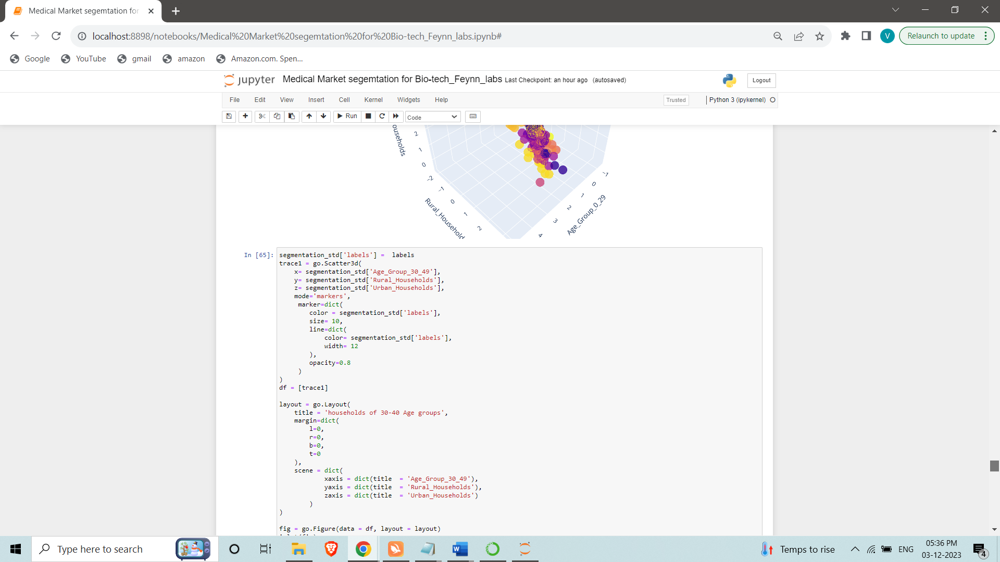 Medical Market segemtation for
localhost:8898/notebooks/Medical%20Market%20segemtation%20for%20Bio-tech_Feynn_labs.ipynb#
V
Relaunch to update
Google
YouTube
gmail
amazon
Amazon.com. Spen...
jupyter
Medical Market segemtation for Bio-tech_Feynn_labs
Last Checkpoint: an hour ago
(autosaved)
Logout
File
Edit
View
Insert
Cell
Kernel
Widgets
Help
Trusted
Python 3 (ipykernel)
Run
Code
ouseholds
2
1
0
−2
−1
0
1
2
Rural_Household
−1
0
1
2
3
4
Age_Group_0_29
In [65]:
segmentation_std['labels'] =  labels
trace1 = go.Scatter3d(
    x= segmentation_std['Age_Group_30_49'],
    y= segmentation_std['Rural_Households'],
    z= segmentation_std['Urban_Households'],
    mode='markers',
     marker=dict(
        color = segmentation_std['labels'],
        size= 10,
        line=dict(
            color= segmentation_std['labels'],
            width= 12
        ),
        opacity=0.8
     )
)
df = [trace1]
layout = go.Layout(
    title = 'households of 30-40 Age groups',
    margin=dict(
        l=0,
        r=0,
        b=0,
        t=0
    ),
    scene = dict(
            xaxis = dict(title  = 'Age_Group_30_49'),
            yaxis = dict(title  = 'Rural_Households'),
            zaxis = dict(title  = 'Urban_Households')
        )
)
fig = go.Figure(data = df, layout = layout)
Type here to search
Temps to rise
ENG
05:36 PM
03-12-2023
4